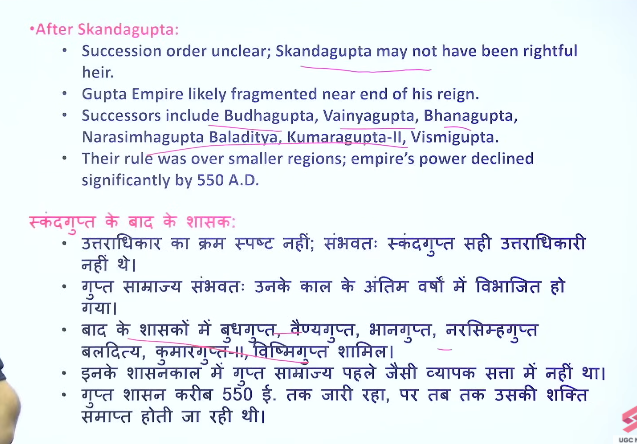 •After Skandagupta:
• Succession order unclear; Skandagupta may not have been rightful
heir.
• Gupta Empire likely fragmented near end of his reign.
• Successors include Budhagupta, Vainyagupta, Bhanagupta,
Narasimhagupta Baladitya, Kumaragupta-II, Vismigupta.
• Their rule was over smaller regions; empire's power declined
significantly by 550 A.D.
स्कंदगुप्त के बाद के शासक:
• उत्तराधिकार का क्रम स्पष्ट नहीं; संभवतः स्कंदगुप्त सही उत्तराधिकारी
नहीं थे।
• गुप्त साम्राज्य संभवतः उनके काल के अंतिम वर्षों में विभाजित हो
गया।
• बाद के शासकों में बुधगुप्त, वैण्यगुप्त, भानगुप्त, नरसिम्हगुप्त
बलदित्य, कुमारगुप्त-II, विष्मिगुप्त शामिल।
• इनके शासनकाल में गुप्त साम्राज्य पहले जैसी व्यापक सत्ता में नहीं था।
• गुप्त शासन करीब 550 ई. तक जारी रहा, पर तब तक उसकी शक्ति
समाप्त होती जा रही थी।
UGC